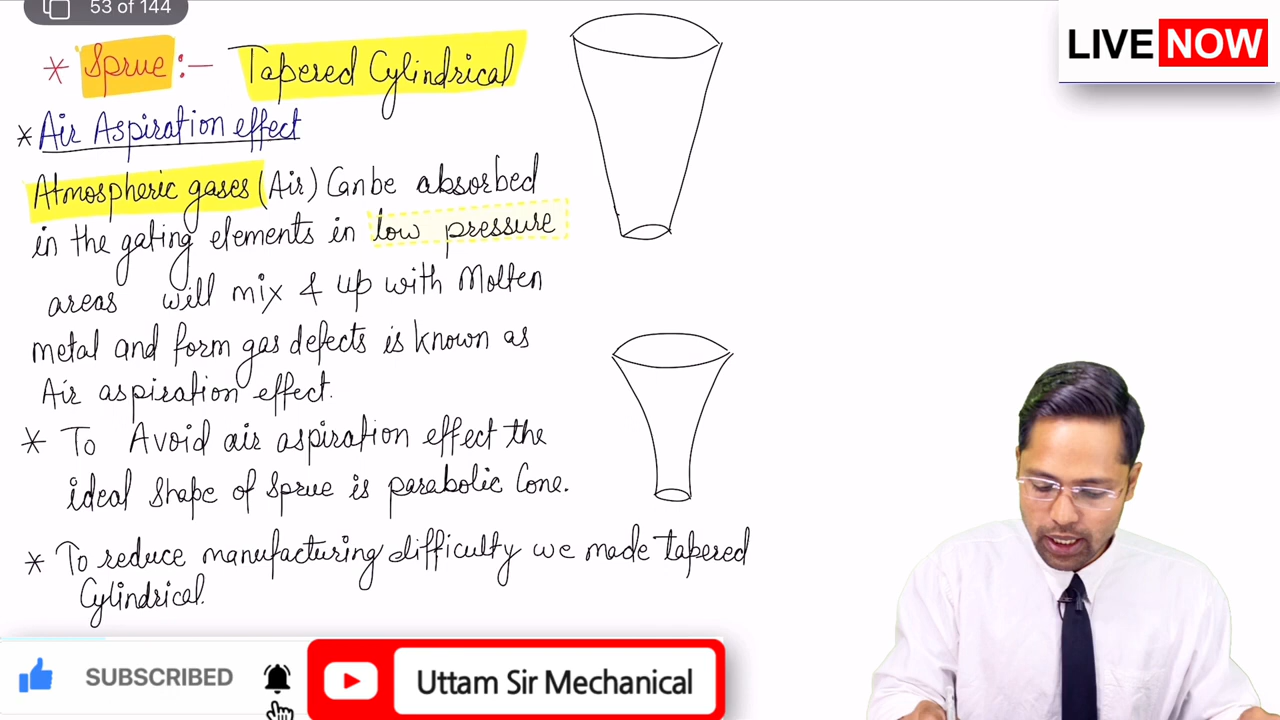 53 of 144
LIVE NOW
* Sprue :- Tapered Cylindrical
* Air Aspiration effect
Atmospheric gases (Air) Can be absorbed
in the gating elements in low pressure
areas will mix & up with Molten
metal and form gas defects is known as
Air aspiration effect.
* To Avoid air aspiration effect the
ideal shape of Sprue is parabolic Cone.
* To reduce manufacturing difficulty we made tapered
Cylindrical.
SUBSCRIBED
Uttam Sir Mechanical